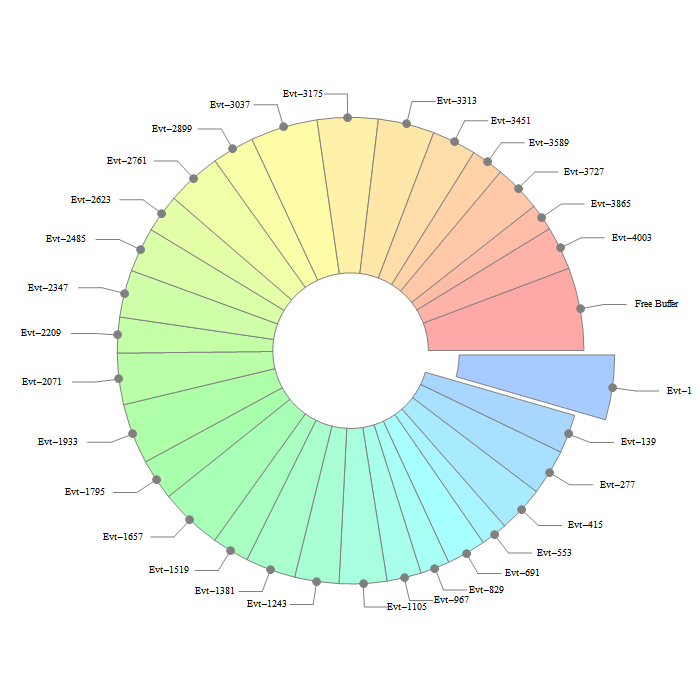 Evt–3175
Evt–3313
Evt–3037
Evt–3451
Evt–2899
Evt–3589
Evt–2761
Evt–3727
Evt–2623
Evt–3865
Evt–2485
Evt–4003
Evt–2347
Free Buffer
Evt–2209
Evt–2071
Evt–1
Evt–1933
Evt–139
Evt–1795
Evt–277
Evt–1657
Evt–415
Evt–1519
Evt–553
Evt–1381
Evt–691
Evt–1243
Evt–829
Evt–1105
Evt–967